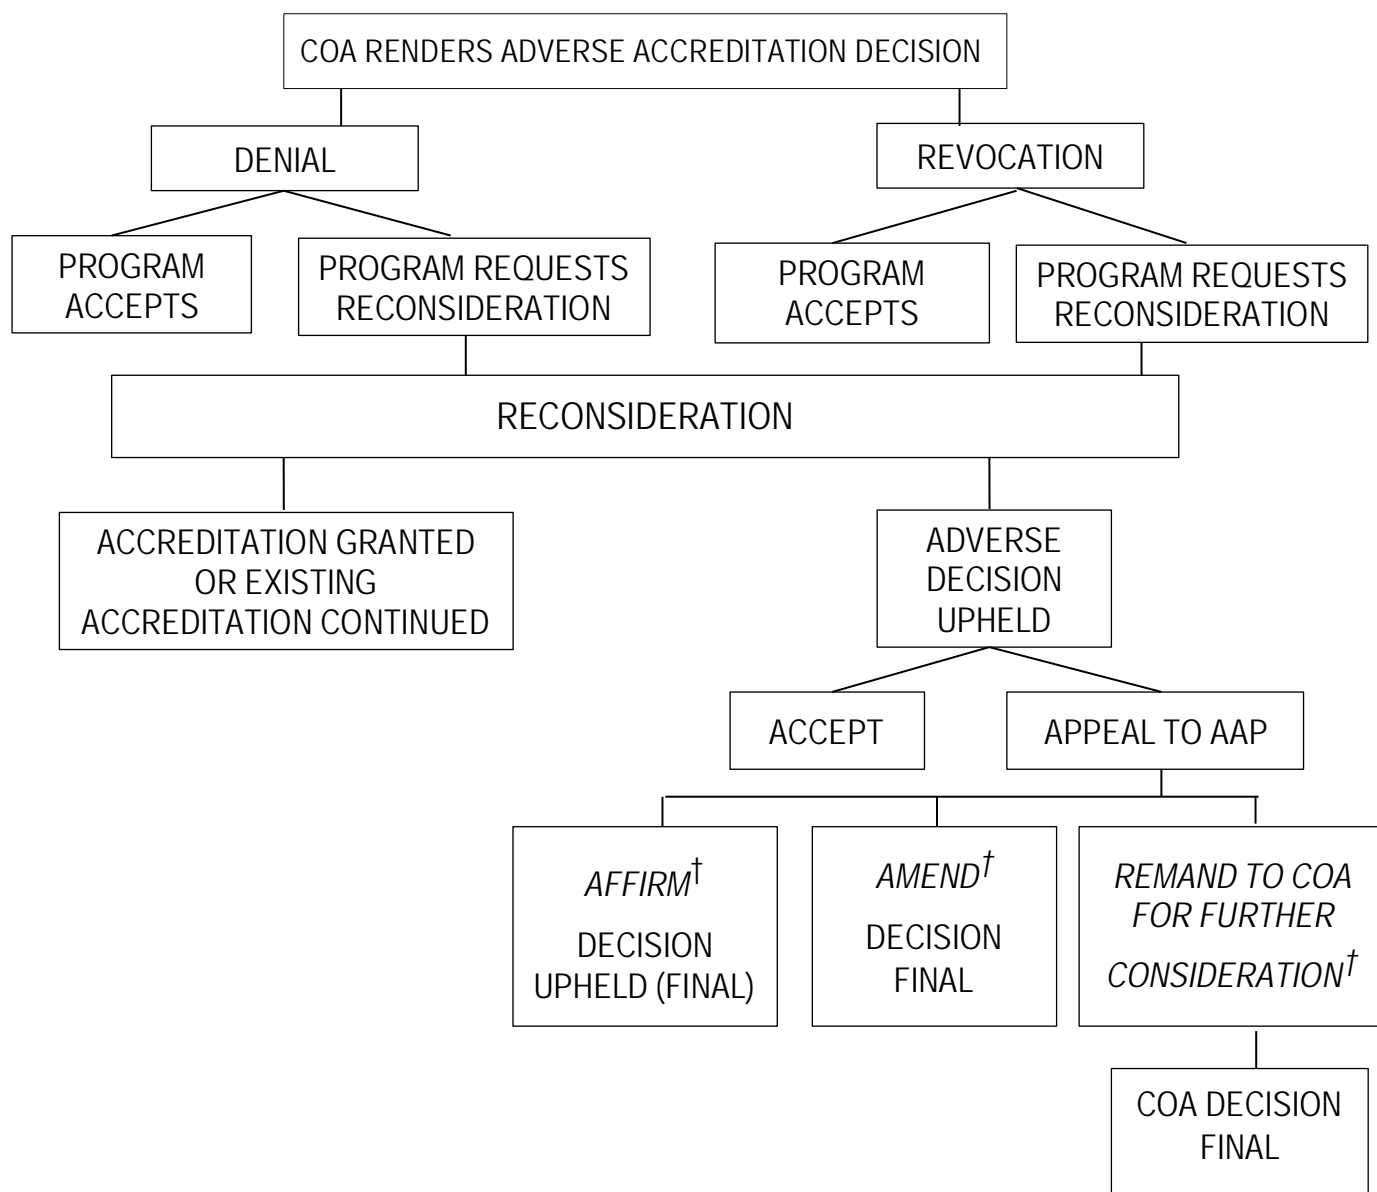 COA RENDERS ADVERSE ACCREDITATION DECISION
DENIAL
REVOCATION
PROGRAM
ACCEPTS
PROGRAM REQUESTS
RECONSIDERATION
PROGRAM
ACCEPTS
PROGRAM REQUESTS
RECONSIDERATION
RECONSIDERATION
ACCREDITATION GRANTED
OR EXISTING
ACCREDITATION CONTINUED
ADVERSE
DECISION
UPHELD
ACCEPT
APPEAL TO AAP
AFFIRM†
DECISION
UPHELD (FINAL)
AMEND†
DECISION
FINAL
REMAND TO COA
FOR FURTHER
CONSIDERATION†
COA DECISION
FINAL